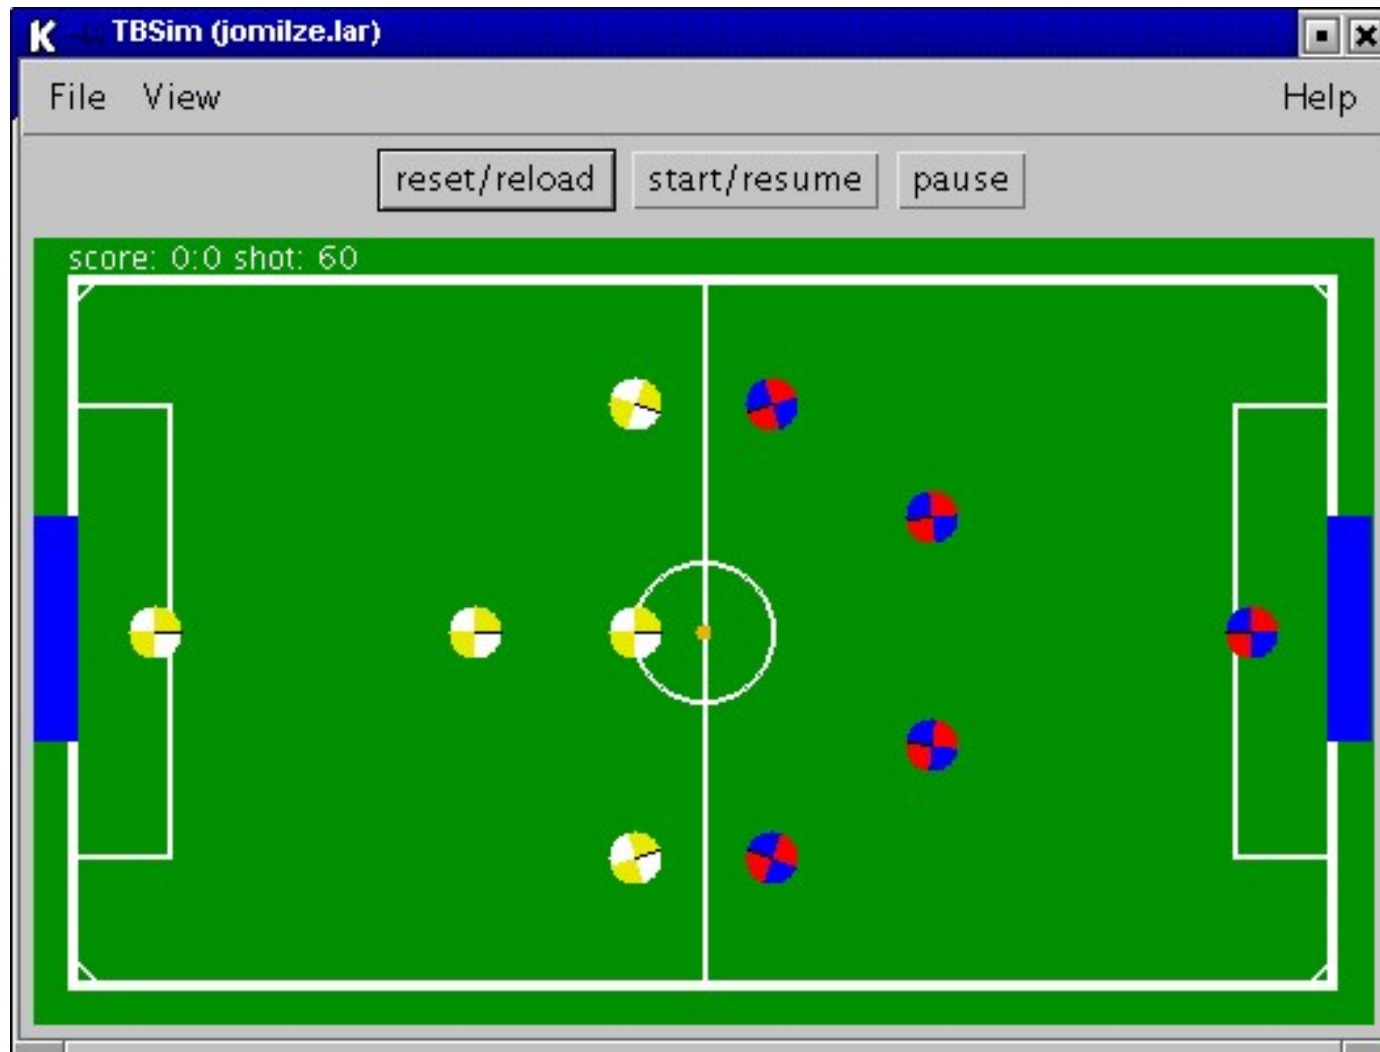 TBSim (jomilze.lar)
File View Help
reset/reload start/resume pause
score: 0:0 shot: 60